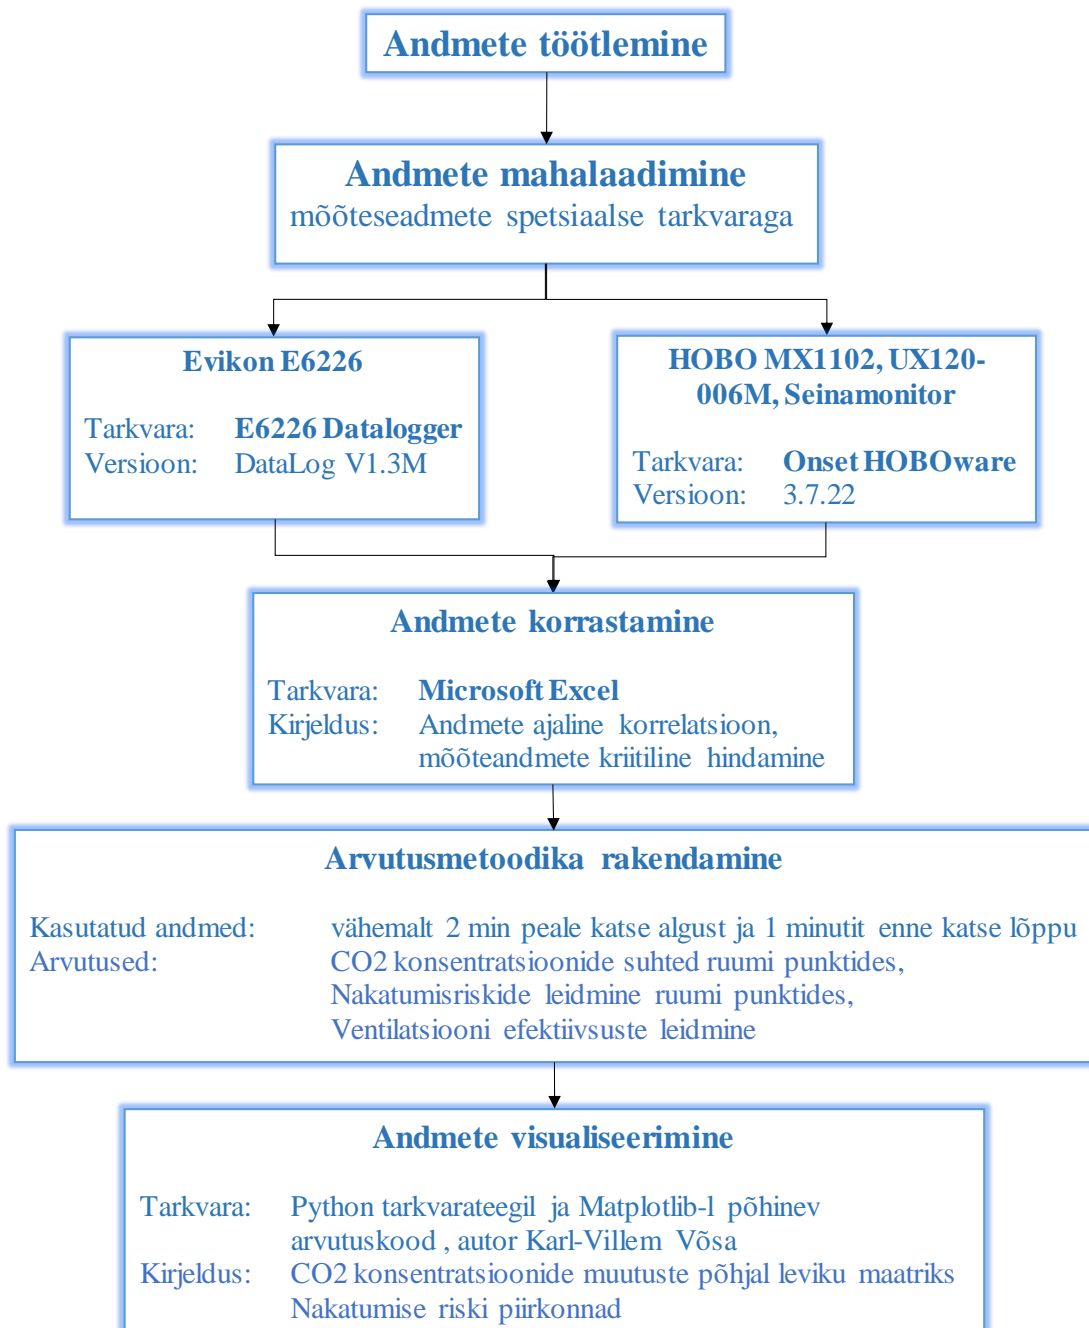 Andmete töötlemine
Andmete mahalaadimine
mõõteseadmete spetsiaalse tarkvaraga
Evikon E6226
Tarkvara: E6226 Datalogger
Versioon: DataLog V1.3M
HOBO MX1102, UX120-
006M, Seinamonitor
Tarkvara: Onset HOBOware
Versioon: 3.7.22
Andmete korrastamine
Tarkvara: Microsoft Excel
Kirjeldus: Andmete ajaline korrelatsioon,
mõõteandmete kriitiline hindamine
Arvutusmetoodika rakendamine
Kasutatud andmed: vähemalt 2 min peale katse algust ja 1 minutit enne katse lõppu
Arvutused: CO2 konsentratsioonide suhted ruumi punktides,
Nakatumisriskide leidmine ruumi punktides,
Ventilatsiooni efektiivsuste leidmine
Andmete visualiseerimine
Tarkvara: Python tarkvarateegil ja Matplotlib-l põhinev
arvutuskood , autor Karl-Villem Võsa
Kirjeldus: CO2 konsentratsioonide muutuste põhjal leviku maatriks
Nakatumise riski piirkonnad